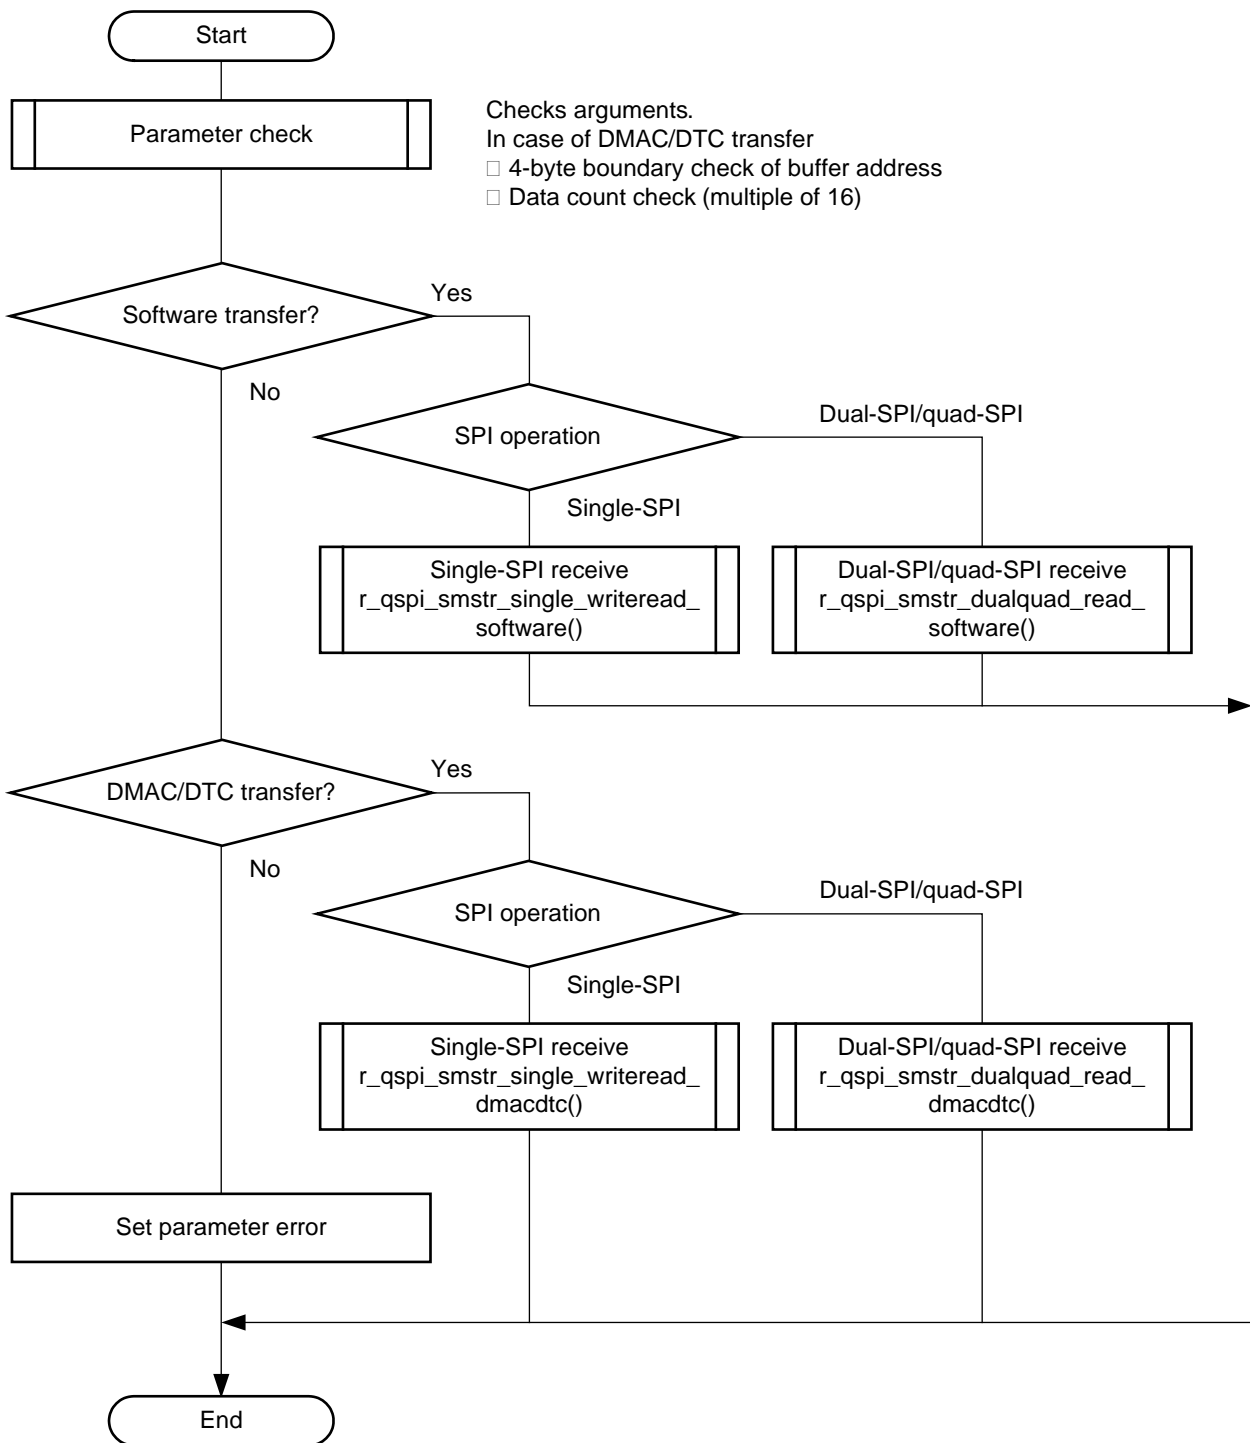 Start
Parameter check
Checks arguments.
In case of DMAC/DTC transfer
□ 4-byte boundary check of buffer address
□ Data count check (multiple of 16)
Software transfer?
Yes
No
SPI operation
Dual-SPI/quad-SPI
Single-SPI
Single-SPI receive
r_qspi_smstr_single_writeread_
software()
Dual-SPI/quad-SPI receive
r_qspi_smstr_dualquad_read_
software()
DMAC/DTC transfer?
Yes
No
SPI operation
Dual-SPI/quad-SPI
Single-SPI
Single-SPI receive
r_qspi_smstr_single_writeread_
dmacdtc()
Dual-SPI/quad-SPI receive
r_qspi_smstr_dualquad_read_
dmacdtc()
Set parameter error
End